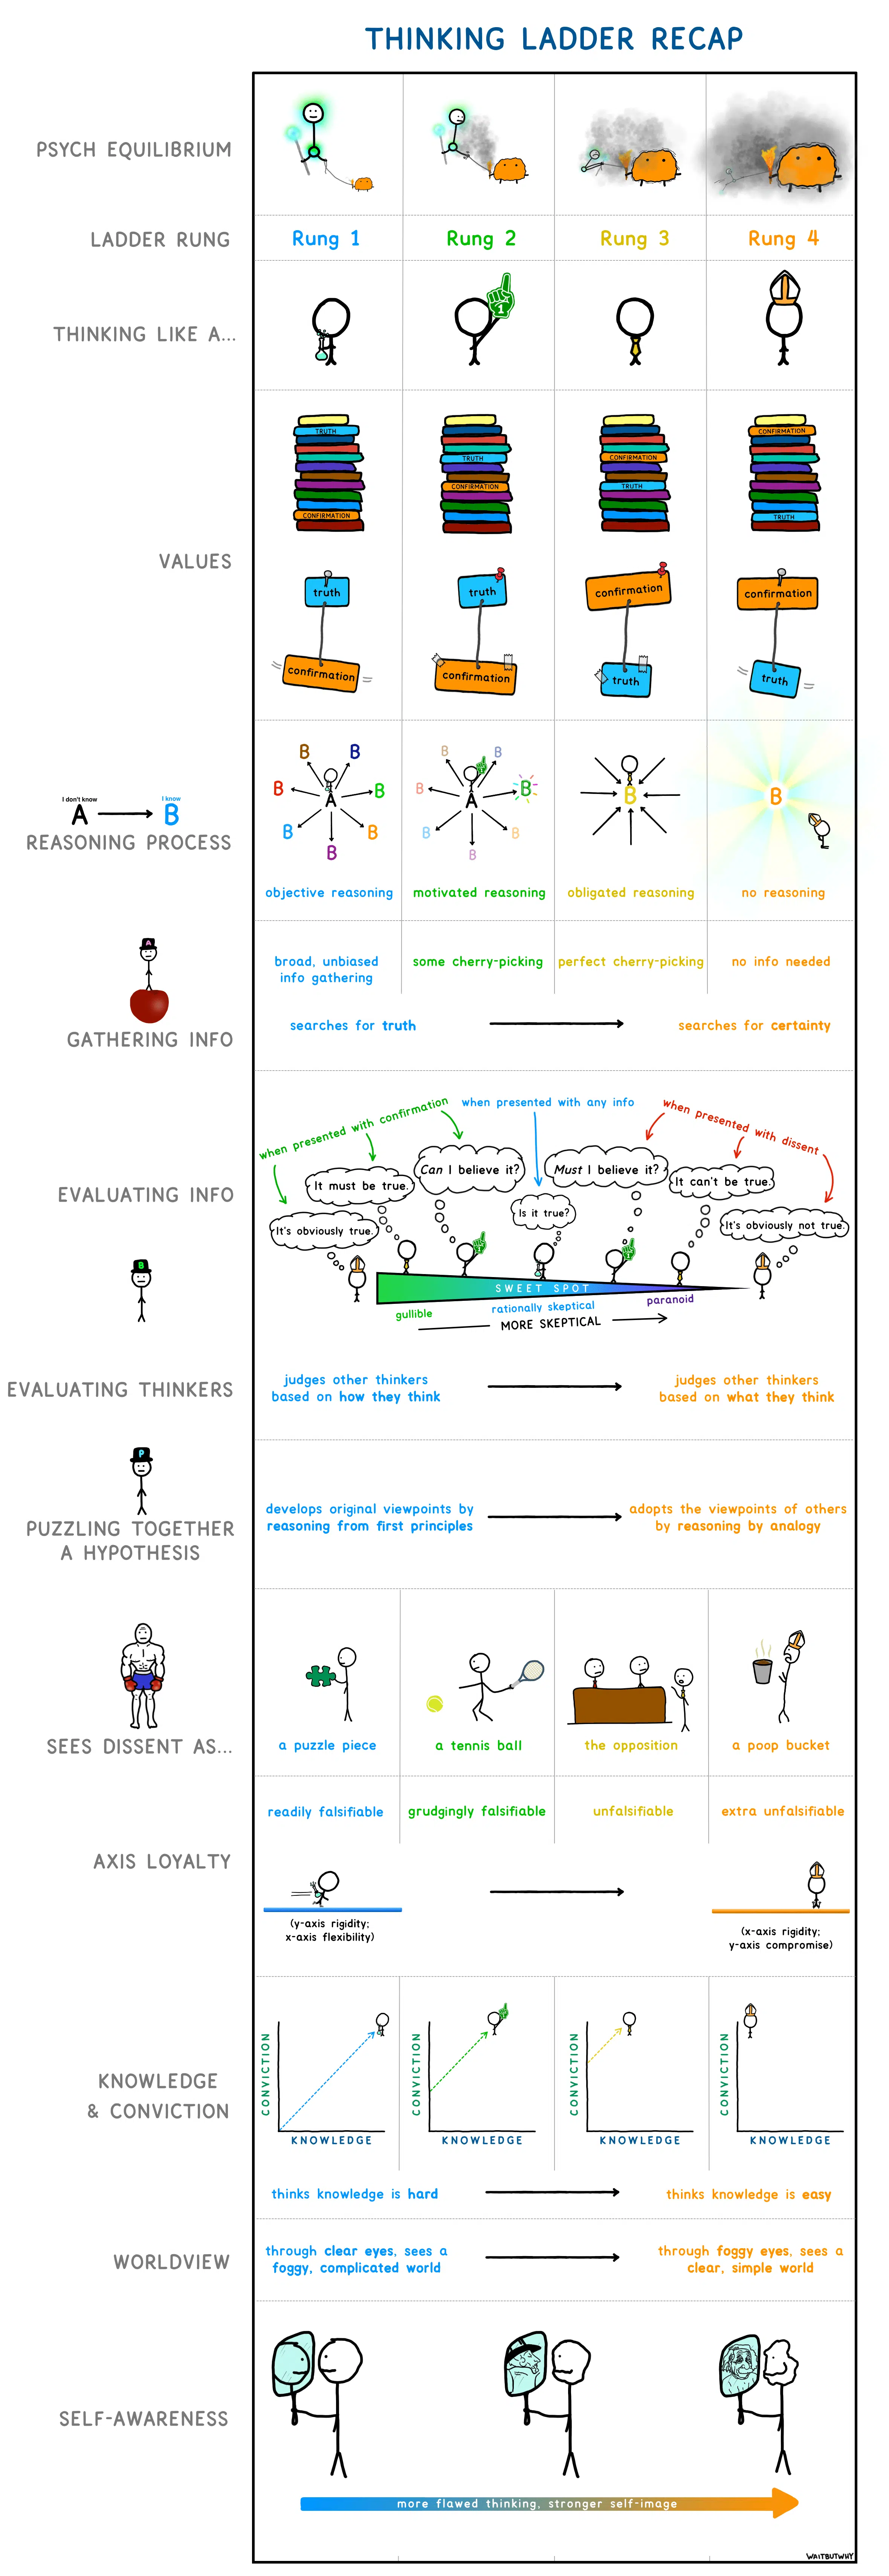 THINKING LADDER RECAP
PSYCH EQUILIBRIUM
LADDER RUNG
Rung 1
Rung 2
Rung 3
Rung 4
THINKING LIKE A...
1
VALUES
TRUTH
CONFIRMATION
TRUTH
CONFIRMATION
CONFIRMATION
TRUTH
CONFIRMATION
TRUTH
truth
confirmation
truth
confirmation
confirmation
truth
confirmation
truth
I don't know
A
I know
B
REASONING PROCESS
B
B
B
B
B
B
B
A
B
B
B
B
B
B
B
A
B
B
objective reasoning
motivated reasoning
obligated reasoning
no reasoning
A
GATHERING INFO
broad, unbiased
info gathering
some cherry-picking
perfect cherry-picking
no info needed
searches for truth
searches for certainty
EVALUATING INFO
when presented with confirmation
when presented with any info
when presented with dissent
It's obviously true.
It must be true.
Can I believe it?
Is it true?
Must I believe it?
It can't be true.
It's obviously not true.
SWEET SPOT
gullible
rationally skeptical
paranoid
MORE SKEPTICAL
B
EVALUATING THINKERS
judges other thinkers
based on how they think
judges other thinkers
based on what they think
P
PUZZLING TOGETHER
A HYPOTHESIS
develops original viewpoints by
reasoning from first principles
adopts the viewpoints of others
by reasoning by analogy
SEES DISSENT AS...
a puzzle piece
a tennis ball
the opposition
a poop bucket
AXIS LOYALTY
readily falsifiable
grudgingly falsifiable
unfalsifiable
extra unfalsifiable
(y-axis rigidity;
x-axis flexibility)
(x-axis rigidity;
y-axis compromise)
KNOWLEDGE
& CONVICTION
CONVICTION
KNOWLEDGE
CONVICTION
KNOWLEDGE
CONVICTION
KNOWLEDGE
CONVICTION
KNOWLEDGE
thinks knowledge is hard
thinks knowledge is easy
WORLDVIEW
through clear eyes, sees a
foggy, complicated world
through foggy eyes, sees a
clear, simple world
SELF-AWARENESS
more flawed thinking, stronger self-image
WAITBUTWHY